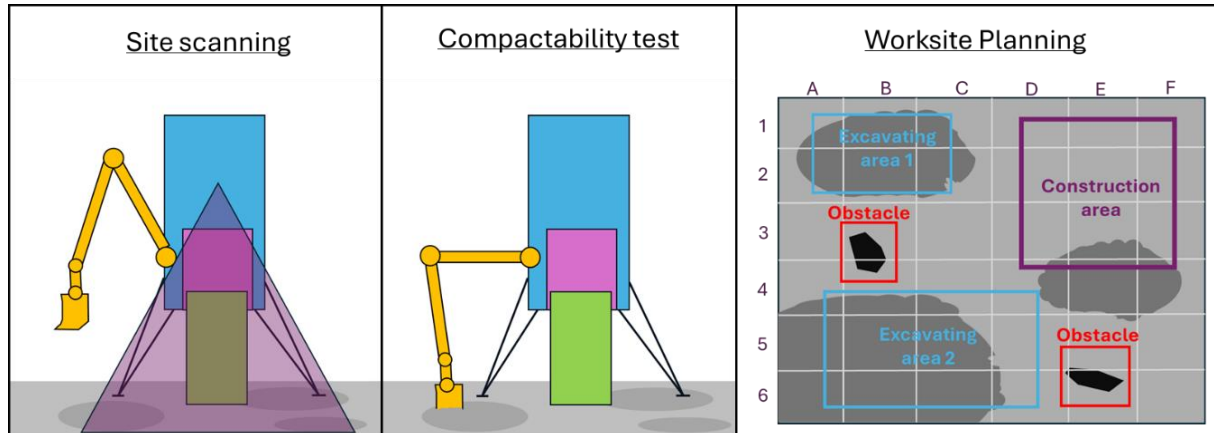 Site scanning
Compactability test
Worksite Planning
A B C D E F
1
Excavating
area 1
2
Construction
area
Obstacle
3
4
Excavating
area 2
5
Obstacle
6